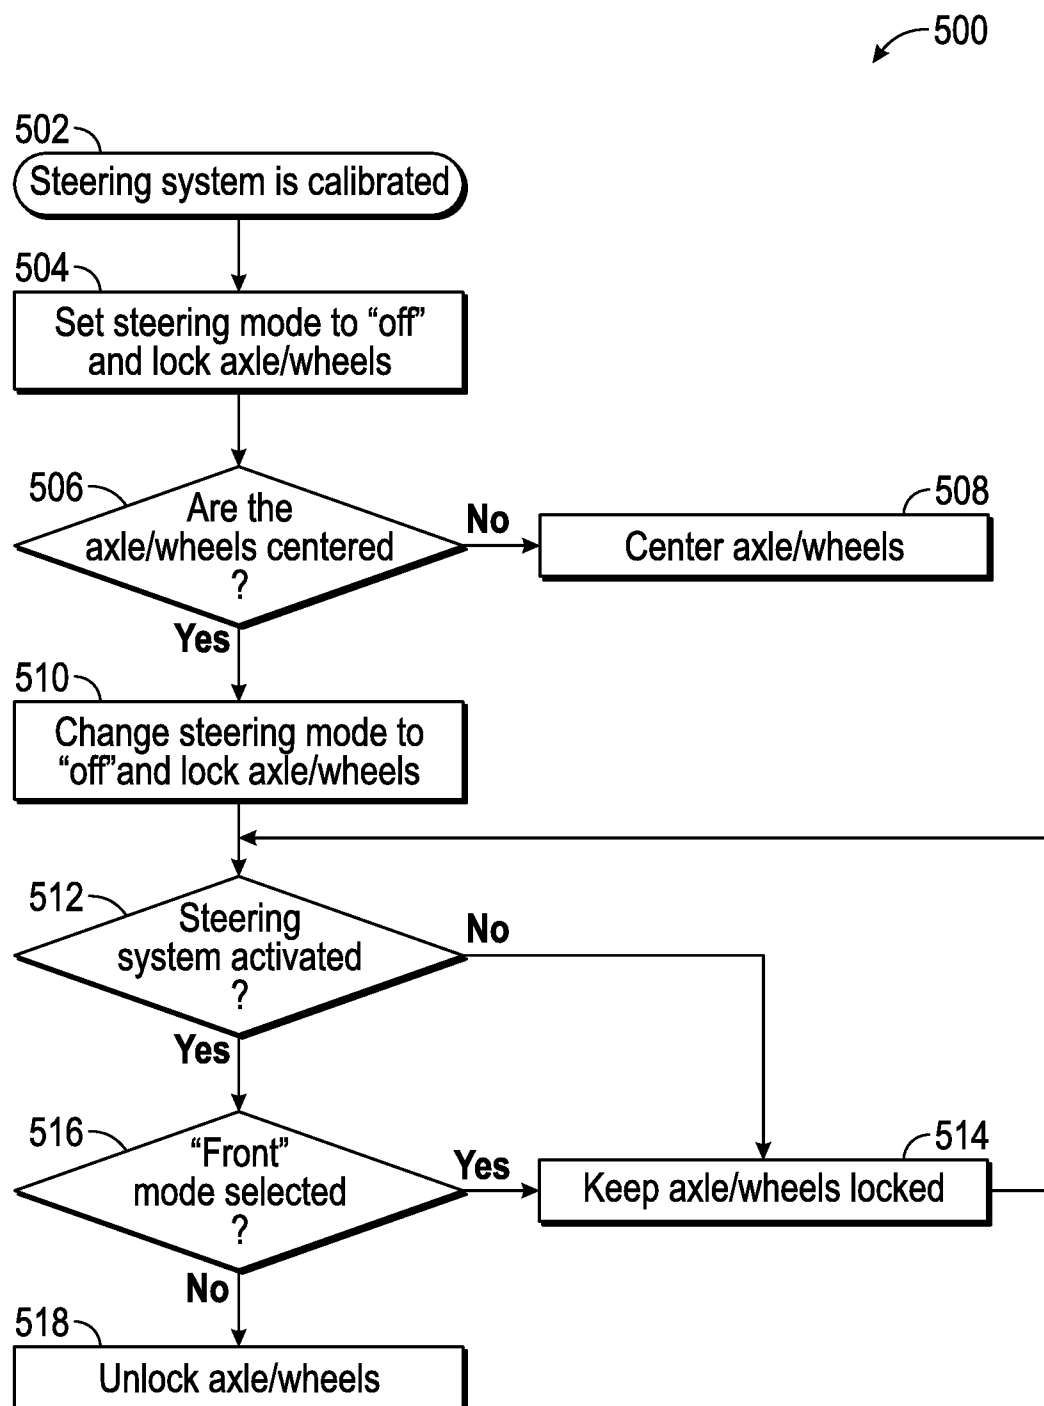 500
502
Steering system is calibrated
504
Set steering mode to “off”
and lock axle/wheels
506
Are the
axle/wheels centered
?
No
508
Center axle/wheels
Yes
510
Change steering mode to
“off”and lock axle/wheels
512
Steering
system activated
?
No
Yes
516
“Front”
mode selected
?
Yes
514
Keep axle/wheels locked
No
518
Unlock axle/wheels